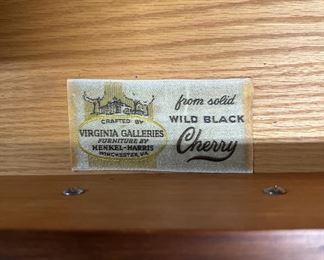 CRAFTED BY
VIRGINIA GALLERIES
FURNITURE BY
HENKEL-HARRIS
WINCHESTER, VA.
from solid
WILD BLACK
Cherry